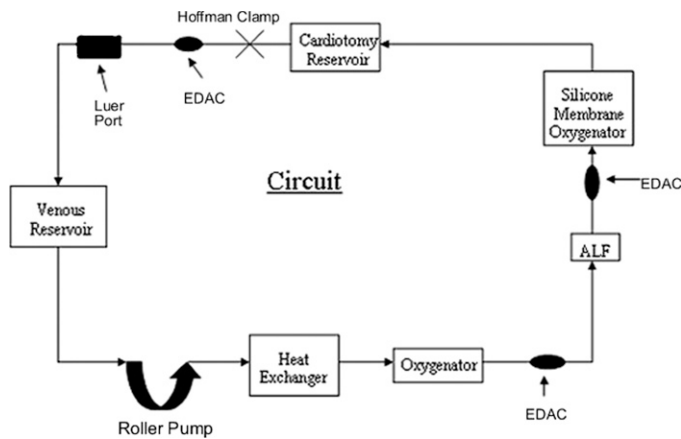 Hoffman Clamp
Cardiotomy
Reservoir
EDAC
Luer
Port
Silicone
Membrane
Oxygenator
Circuit
EDAC
Venous
Reservoir
ALF
Heat
Exchanger
Oxygenator
EDAC
Roller Pump